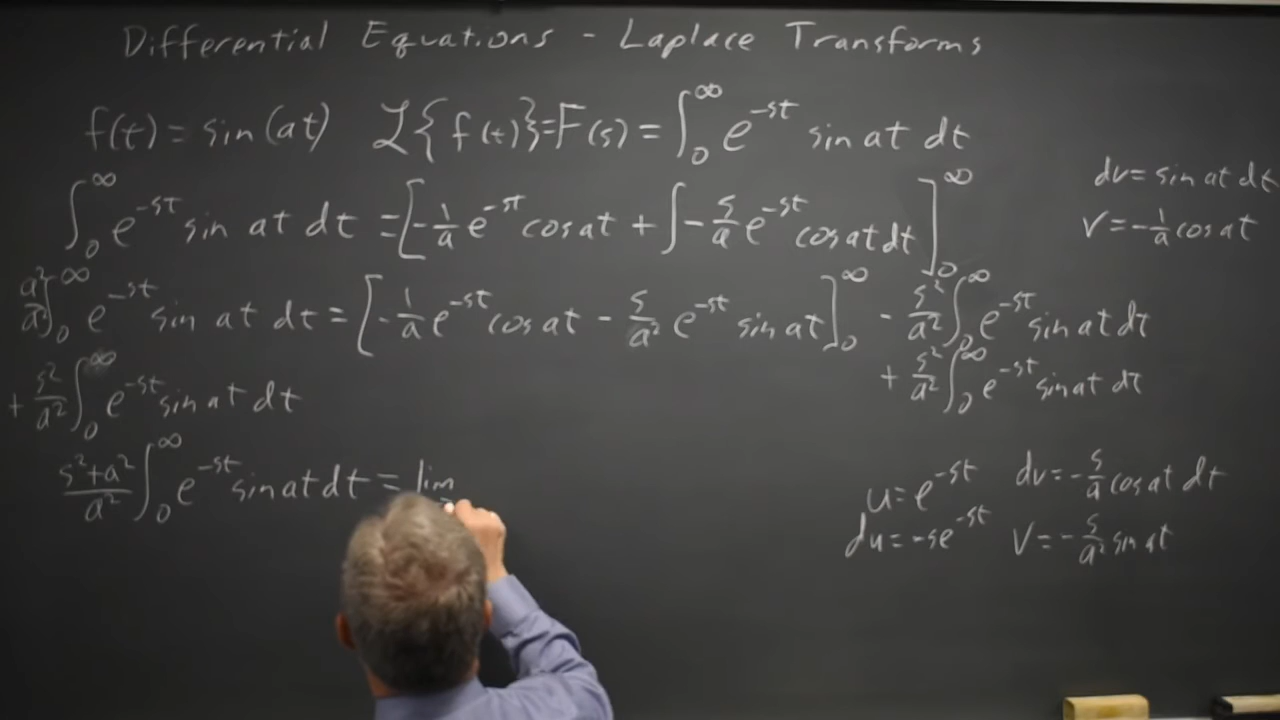 Differential Equations - Laplace Transforms
f(t) = sin(at) ℒ{f(t)}=F(s) = ∫₀^∞ e^-st sin at dt
dv = sin at dt
∫₀^∞ e^-st sin at dt = [-1/a e^-st cos at + ∫ -s/a e^-st cos at dt]₀^∞
v = -1/a cos at
a²/a² ∫₀^∞ e^-st sin at dt = [-1/a e^-st cos at - s/a² e^-st sin at]₀^∞ - s²/a² ∫₀^∞ e^-st sin at dt
+ s²/a² ∫₀^∞ e^-st sin at dt + s²/a² ∫₀^∞ e^-st sin at dt
s²+a²/a² ∫₀^∞ e^-st sin at dt = lim
u = e^-st dv = -s/a cos at dt
du = -se^-st v = -s/a² sin at